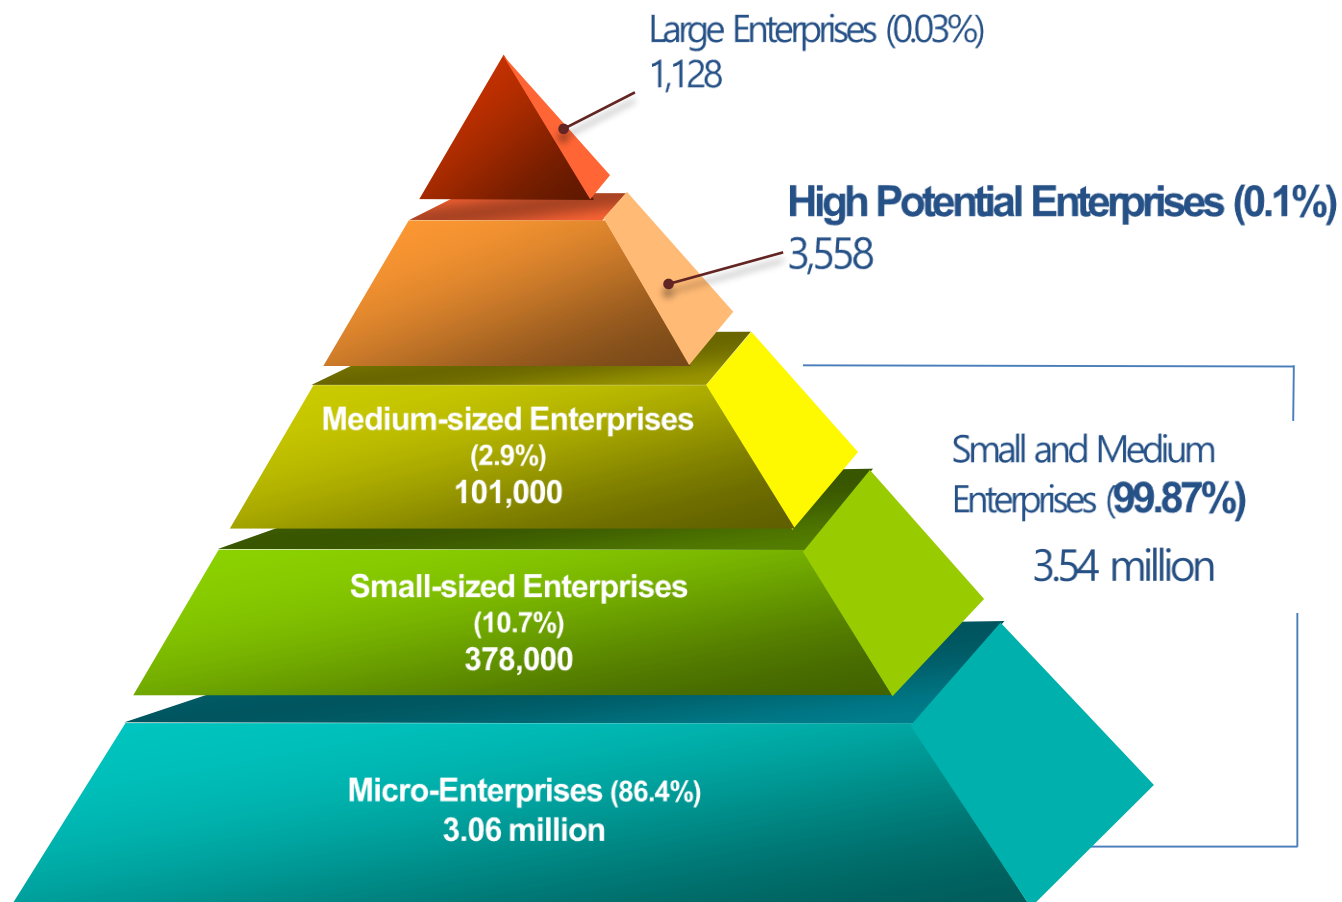 Large Enterprises (0.03%)
1,128
High Potential Enterprises (0.1%)
3,558
Medium-sized Enterprises
(2.9%)
101,000
Small and Medium
Enterprises (99.87%)
3.54 million
Small-sized Enterprises
(10.7%)
378,000
Micro-Enterprises (86.4%)
3.06 million